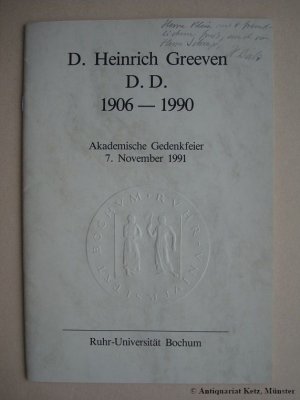 D. Heinrich Greeven
D. D.
1906 — 1990
Akademische Gedenkfeier
7. November 1991
Ruhr-Universität Bochum
© Antiquariat Ketz, Münster